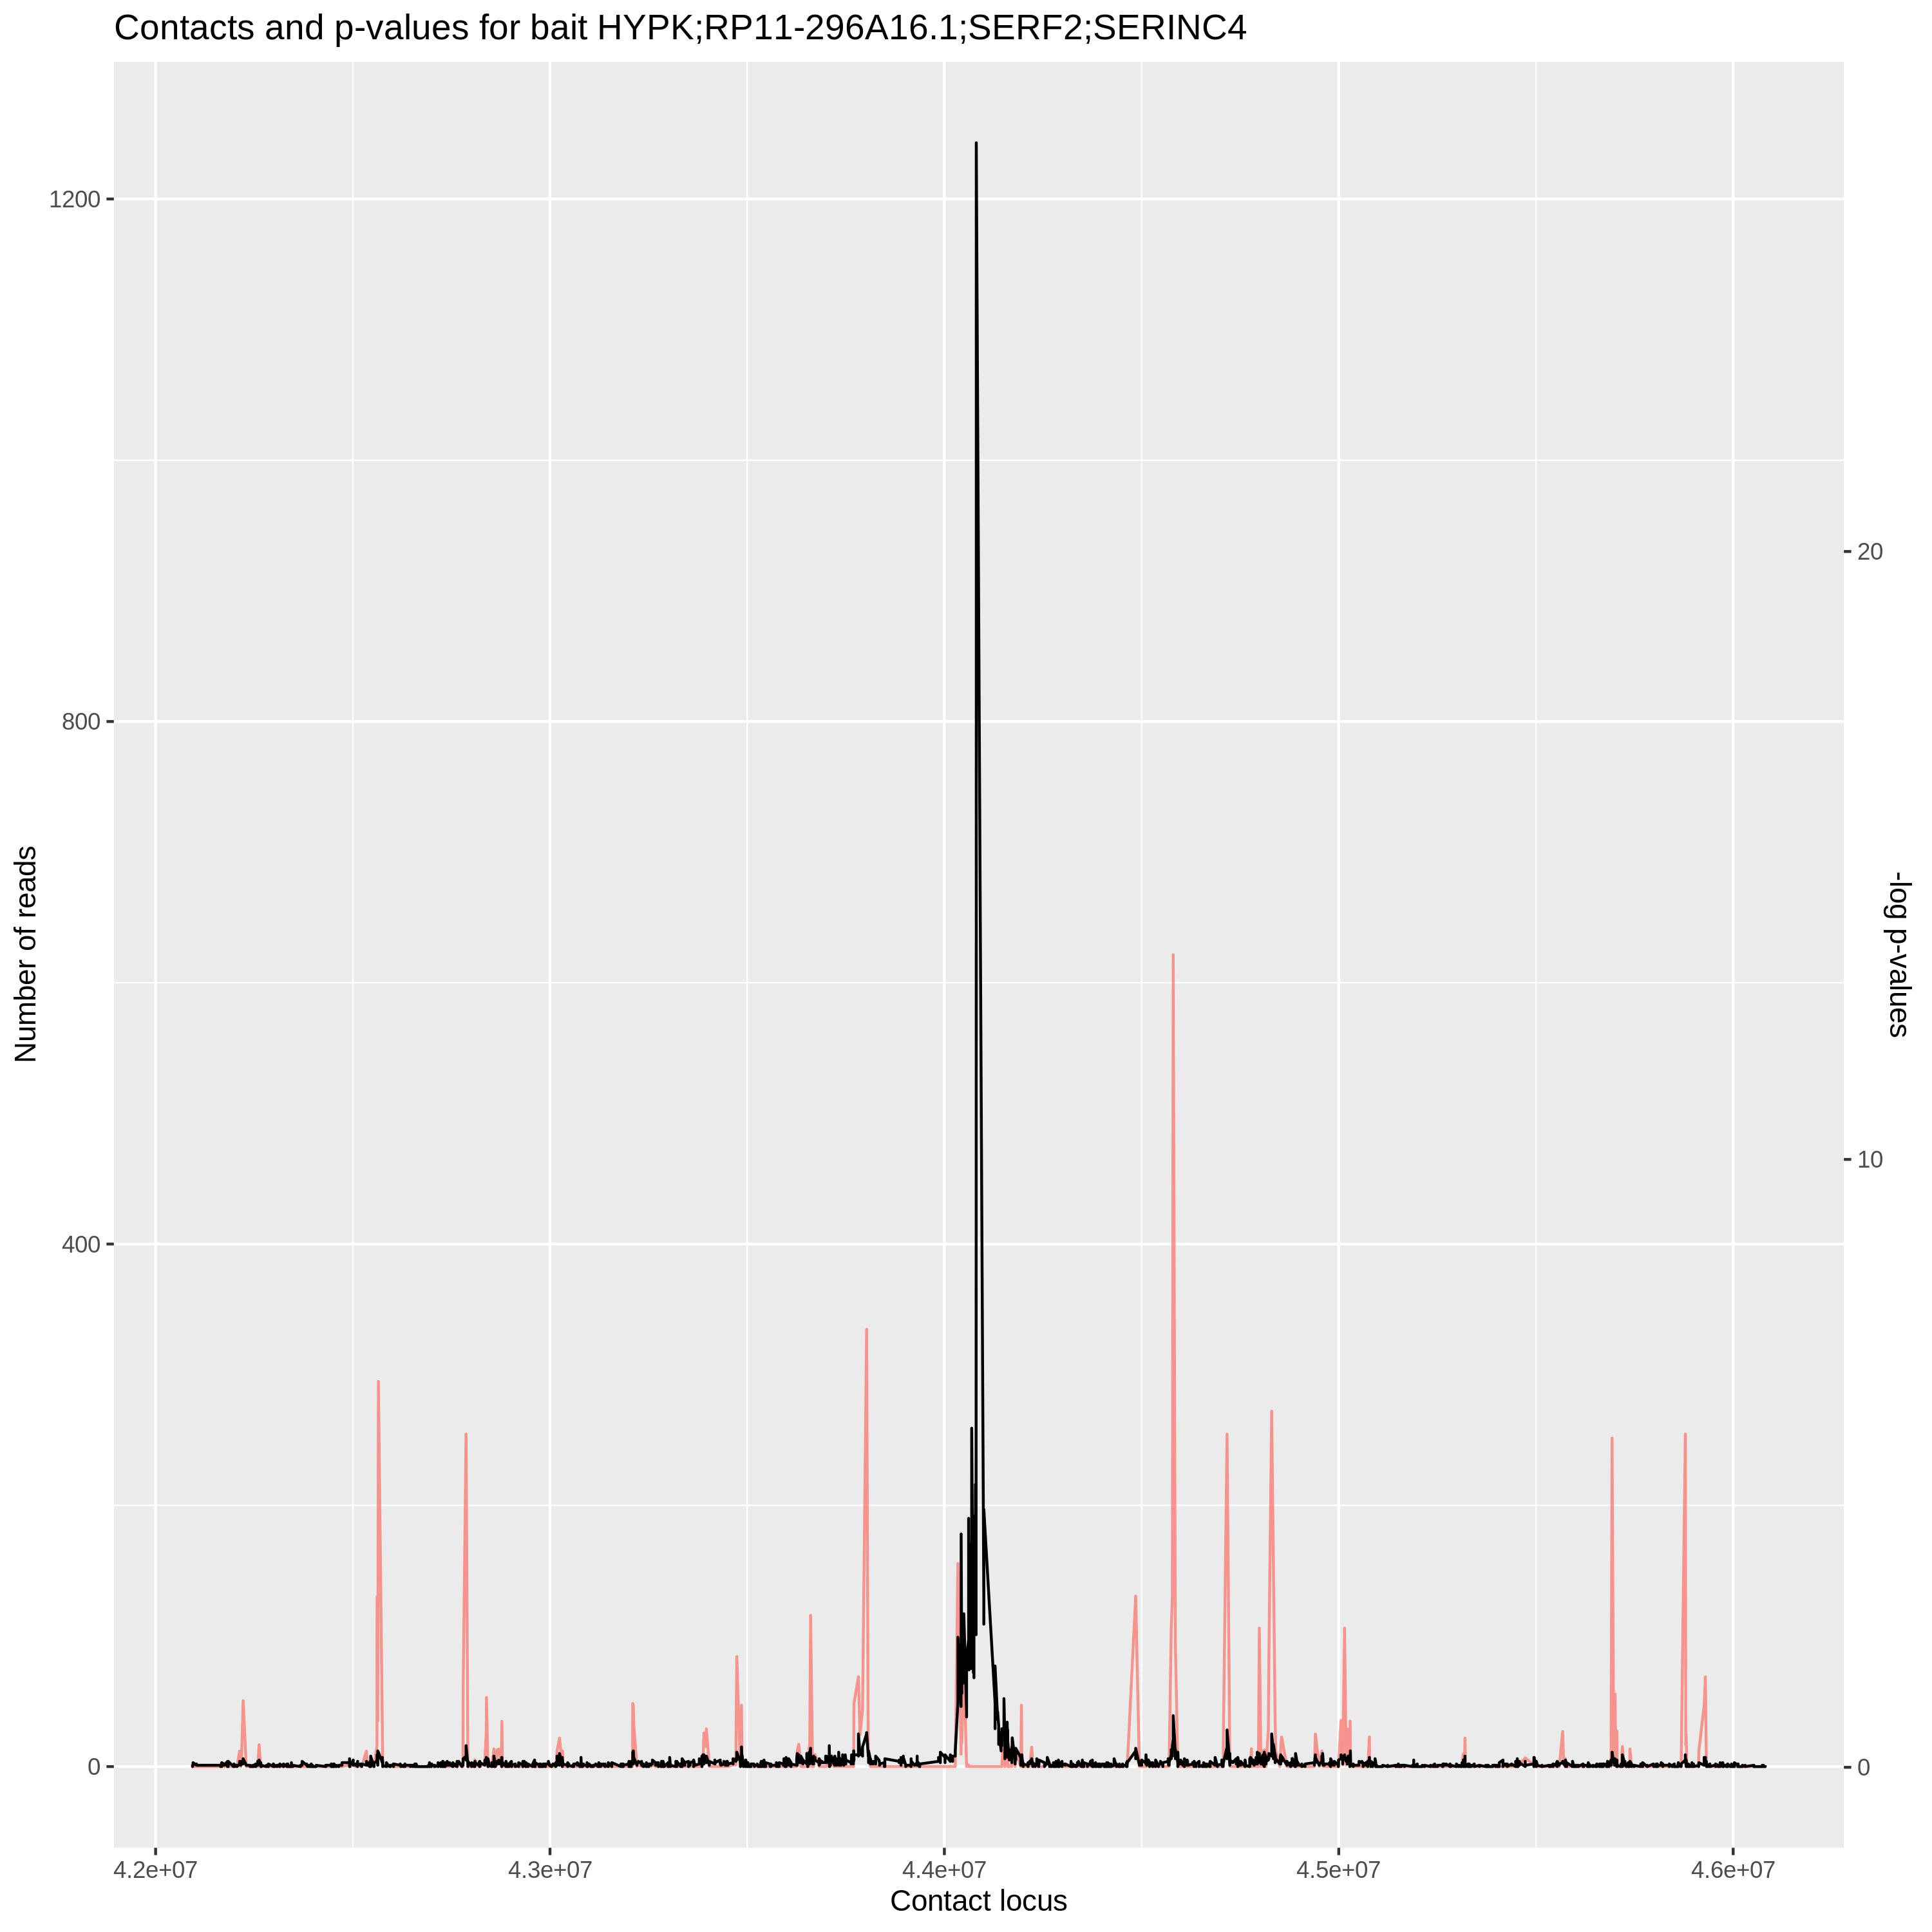 Contacts and p-values for bait HYPK;RP11-296A16.1;SERF2;SERINC4
1200
800
400
0
Number of reads
20
10
0
-log p-values
4.2e+07 4.3e+07 4.4e+07 4.5e+07 4.6e+07
Contact locus